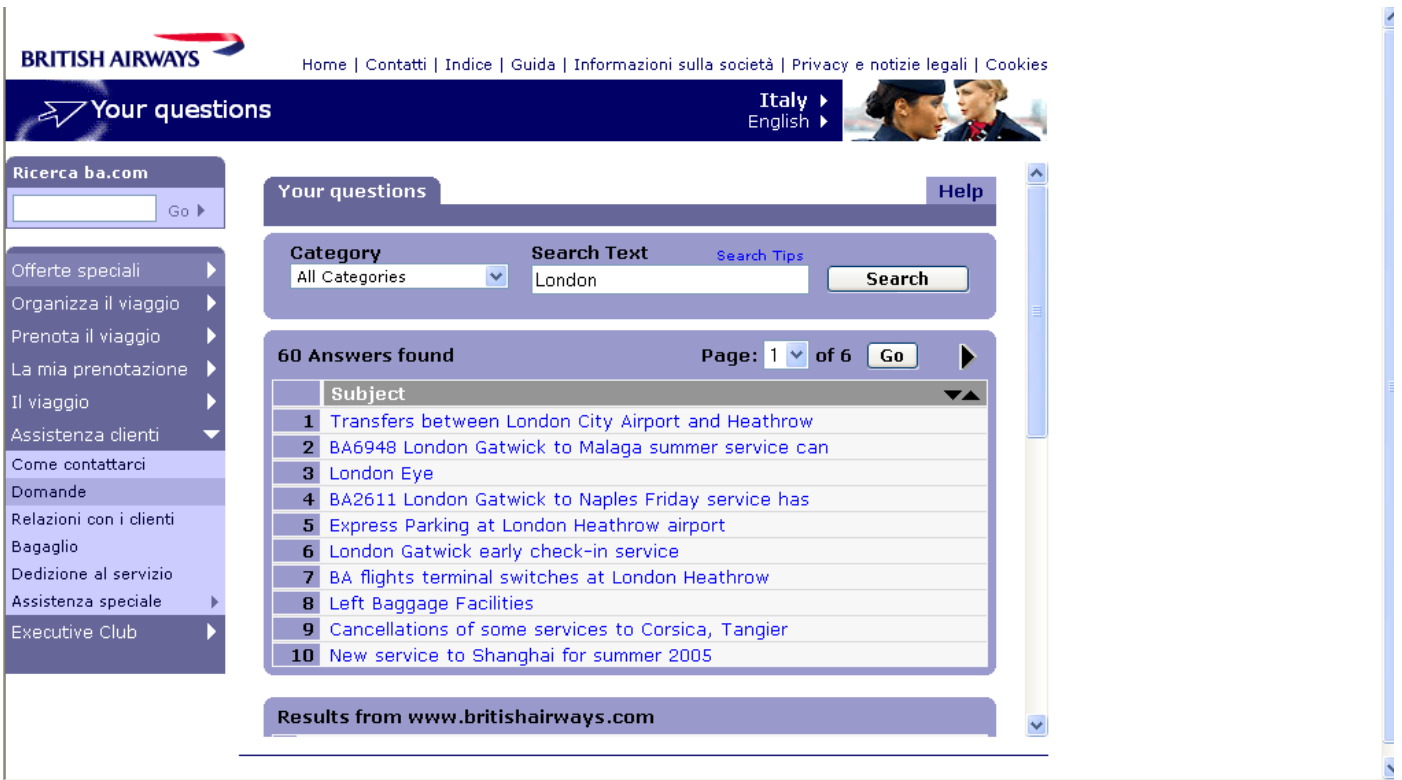 BRITISH AIRWAYS
Home | Contatti | Indice | Guida | Informazioni sulla società | Privacy e notizie legali | Cookies
Your questions
Italy
English
Ricerca ba.com
Go
Offerte speciali
Organizza il viaggio
Prenota il viaggio
La mia prenotazione
Il viaggio
Assistenza clienti
Come contattarci
Domande
Relazioni con i clienti
Bagaglio
Dedizione al servizio
Assistenza speciale
Executive Club
Your questions
Help
Category
Search Text
Search Tips
All Categories
London
Search
60 Answers found
Page: 1 of 6 Go
Subject
1 Transfers between London City Airport and Heathrow
2 BA6948 London Gatwick to Malaga summer service can
3 London Eye
4 BA2611 London Gatwick to Naples Friday service has
5 Express Parking at London Heathrow airport
6 London Gatwick early check-in service
7 BA flights terminal switches at London Heathrow
8 Left Baggage Facilities
9 Cancellations of some services to Corsica, Tangier
10 New service to Shanghai for summer 2005
Results from www.britishairways.com